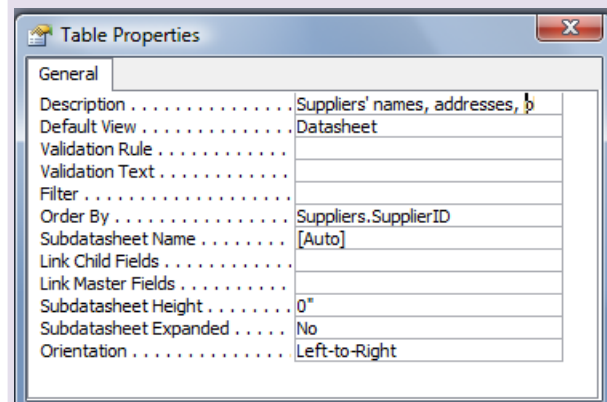 Table Properties
General
Description . . . . . . . . . . . . . . Suppliers' names, addresses, p
Default View . . . . . . . . . . . . . Datasheet
Validation Rule . . . . . . . . . . . .
Validation Text . . . . . . . . . . . .
Filter . . . . . . . . . . . . . . . . . . .
Order By . . . . . . . . . . . . . . . . Suppliers.SupplierID
Subdatasheet Name . . . . . . . . [Auto]
Link Child Fields . . . . . . . . . . . .
Link Master Fields . . . . . . . . . .
Subdatasheet Height . . . . . . . . 0"
Subdatasheet Expanded . . . . . No
Orientation . . . . . . . . . . . . . . Left-to-Right